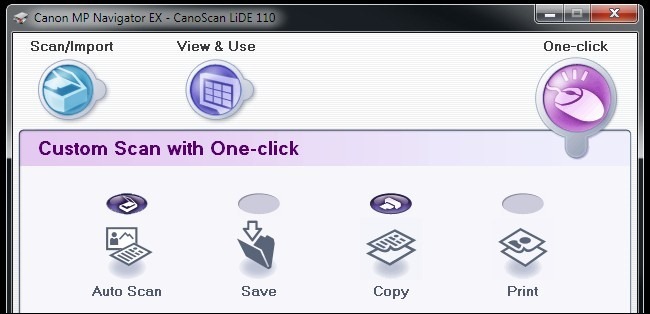 Canon MP Navigator EX - CanoScan LiDE 110
Scan/Import View & Use One-click
Custom Scan with One-click
Auto Scan Save Copy Print